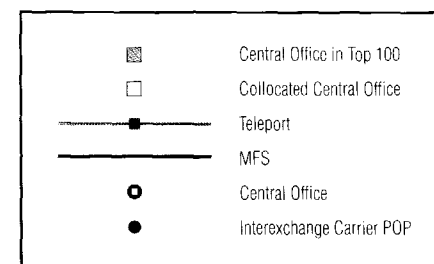 Central Office in Top 100
Collocated Central Office
Teleport
MFS
Central Office
Interexchange Carrier POP